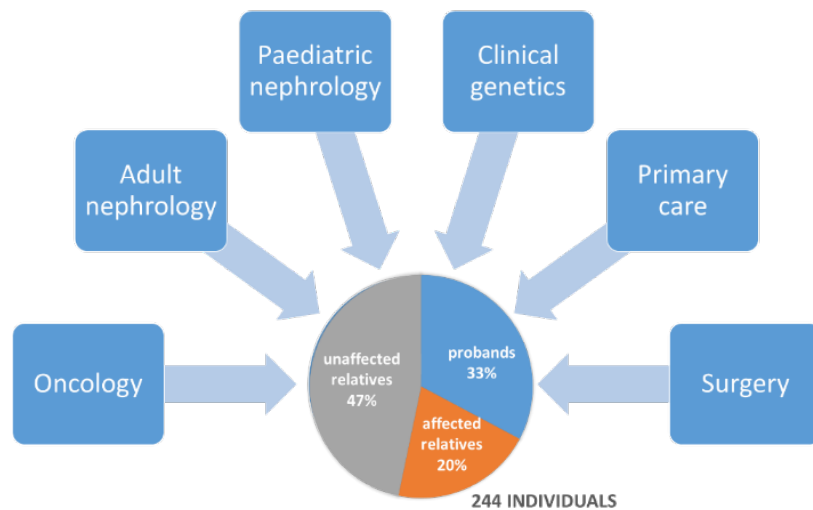 Paediatric
nephrology
Clinical
genetics
Adult
nephrology
Primary
care
Oncology
Surgery
unaffected
relatives
47%
probands
33%
affected
relatives
20%
244 INDIVIDUALS